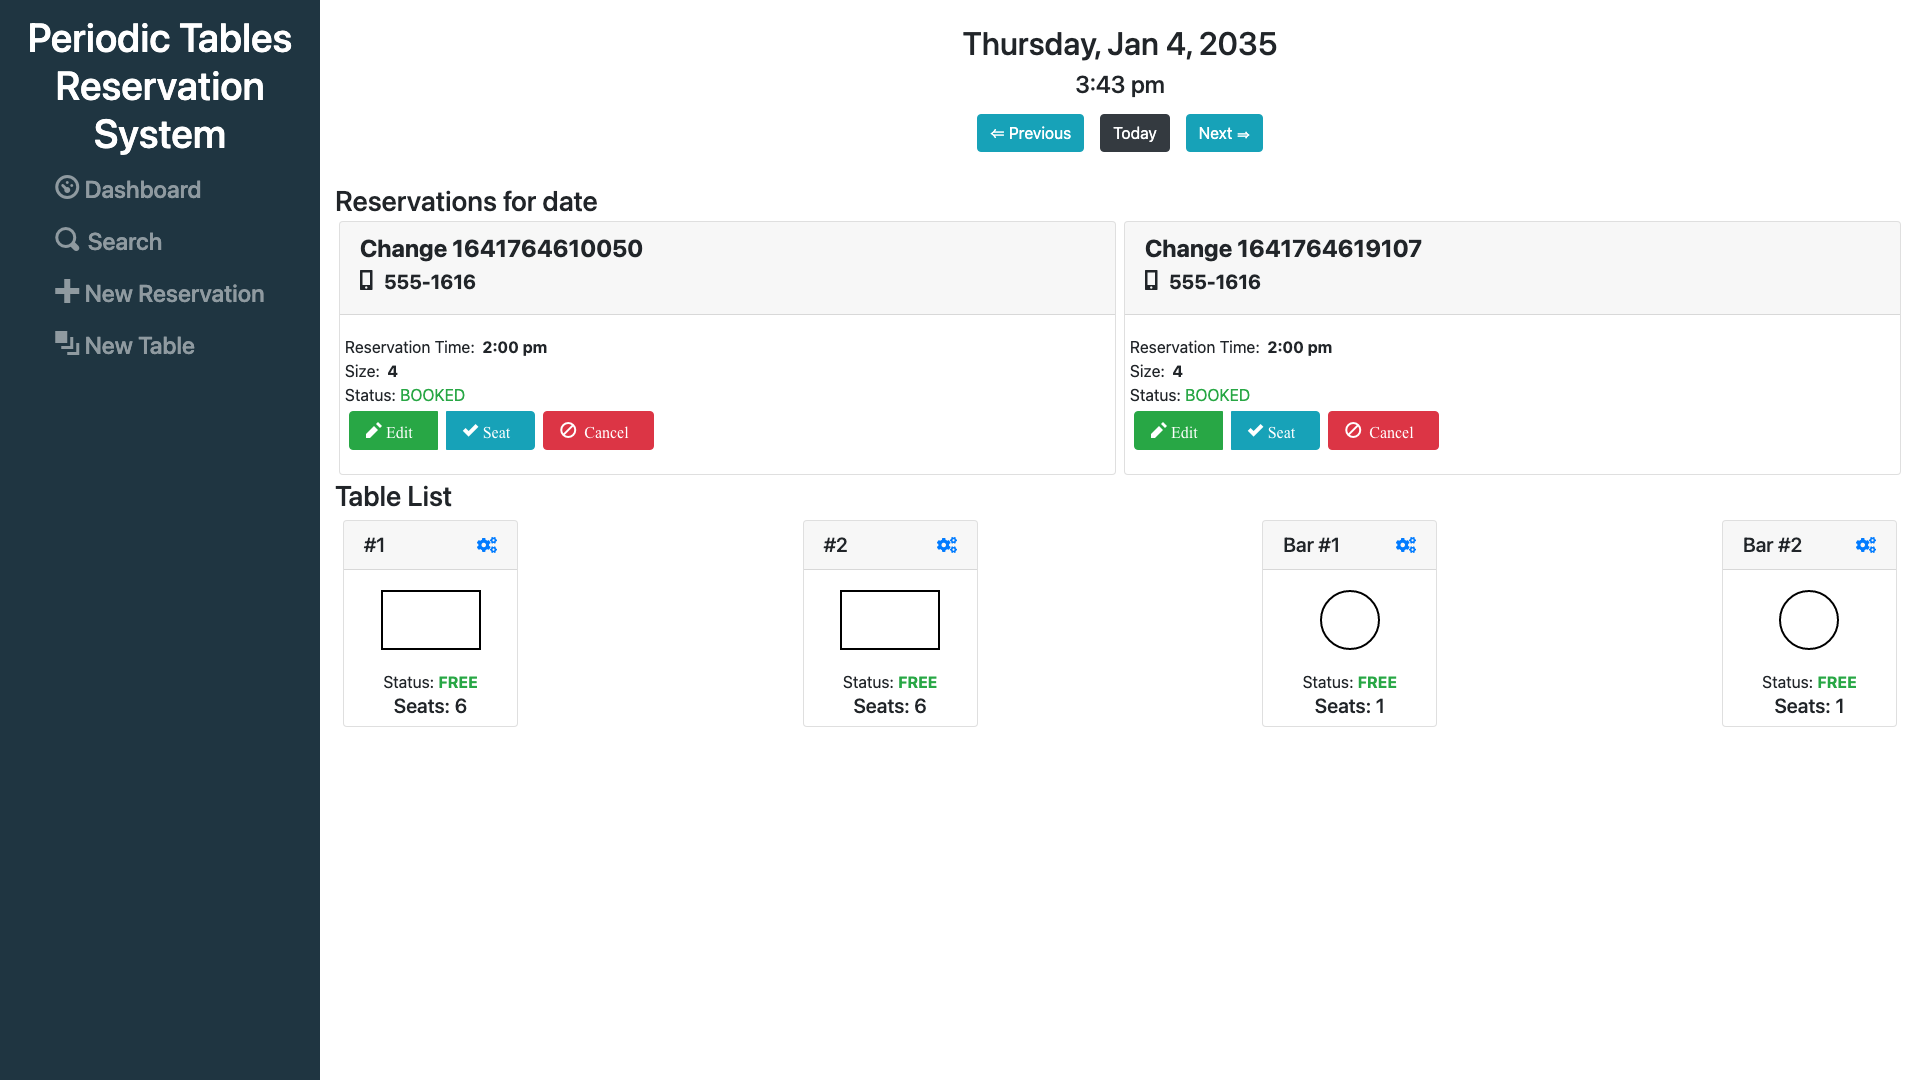 Periodic Tables
Reservation
System
Dashboard
Search
New Reservation
New Table
Thursday, Jan 4, 2035
3:43 pm
⇐ Previous
Today
Next ⇒
Reservations for date
Change 1641764610050
555-1616
Reservation Time: 2:00 pm
Size: 4
Status: BOOKED
Edit
Seat
Cancel
Change 1641764619107
555-1616
Reservation Time: 2:00 pm
Size: 4
Status: BOOKED
Edit
Seat
Cancel
Table List
#1
Status: FREE
Seats: 6
#2
Status: FREE
Seats: 6
Bar #1
Status: FREE
Seats: 1
Bar #2
Status: FREE
Seats: 1